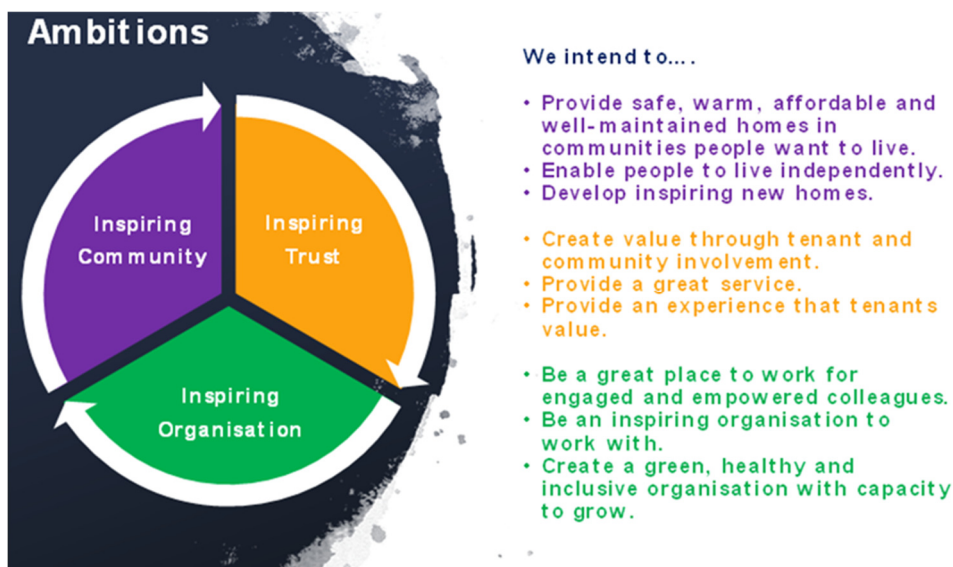 Ambitions
Inspiring
Community
Inspiring
Trust
Inspiring
Organisation
We intend to....
• Provide safe, warm, affordable and
well-maintained homes in
communities people want to live.
• Enable people to live independently.
• Develop inspiring new homes.
• Create value through tenant and
community involvement.
• Provide a great service.
• Provide an experience that tenants
value.
• Be a great place to work for
engaged and empowered colleagues.
• Be an inspiring organisation to
work with.
• Create a green, healthy and
inclusive organisation with capacity
to grow.